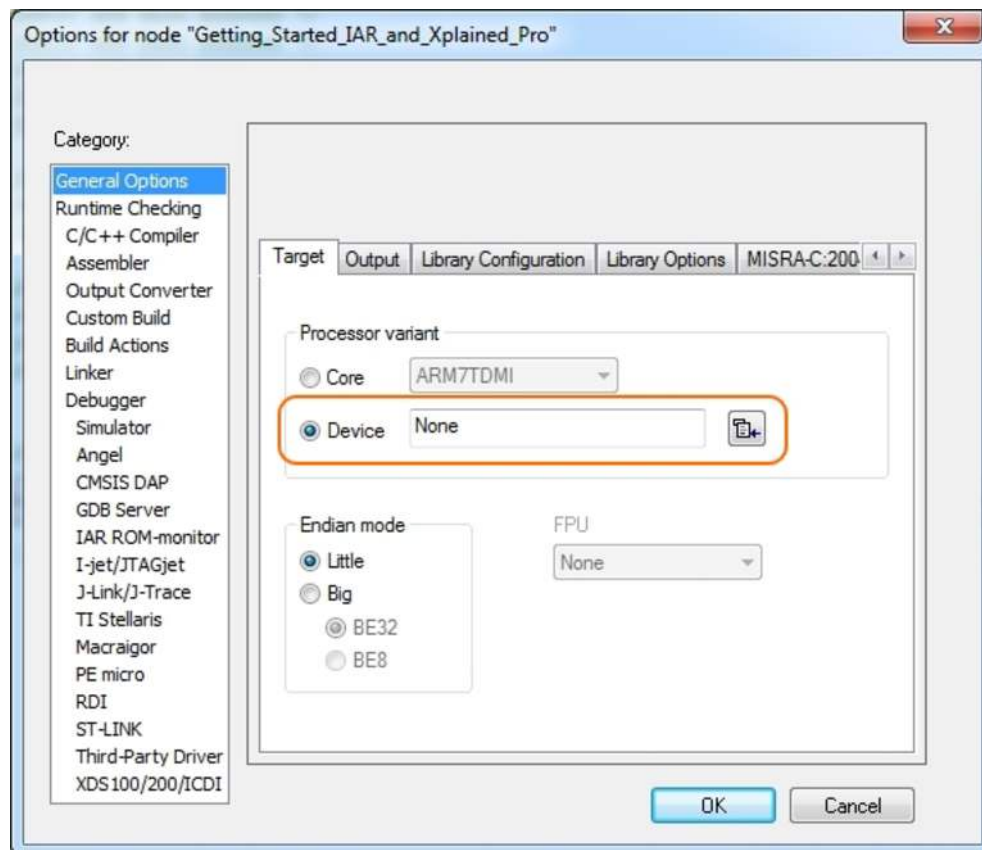 Options for node "Getting_Started_IAR_and_Xplained_Pro"
Category:
General Options
Runtime Checking
C/C++ Compiler
Assembler
Output Converter
Custom Build
Build Actions
Linker
Debugger
Simulator
Angel
CMSIS DAP
GDB Server
IAR ROM-monitor
I-jet/JTAGjet
J-Link/J-Trace
TI Stellaris
Macraigor
PE micro
RDI
ST-LINK
Third-Party Driver
XDS100/200/ICDI
Target Output Library Configuration Library Options MISRA-C:200
Processor variant
Core ARM7TDMI
Device None
Endian mode
Little
Big
BE32
BE8
FPU
None
OK Cancel